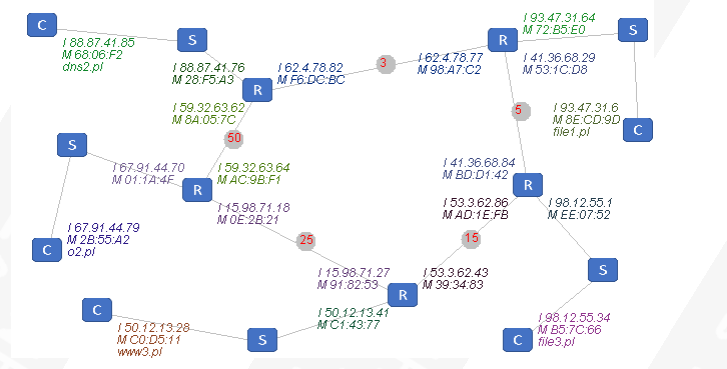 C
I 88.87.41.85
M 68:06:F2
dns2.pl
S
I 88.87.41.76
M 28:F5:A3
R
I 62.4.78.82
M F6:DC:BC
3
I 62.4.78.77
M 98:A7:C2
R
I 93.47.31.64
M 72:B5:E0
S
I 41.36.68.29
M 53:1C:D8
I 59.32.63.62
M 8A:05:7C
50
5
I 93.47.31.6
M 8E:CD:9D
file1.pl
C
S
I 67.91.44.70
M 01:1A:4F
R
I 59.32.63.64
M AC:9B:F1
I 15.98.71.18
M 0E:2B:21
I 41.36.68.84
M BD:D1:42
R
I 53.3.62.86
M AD:1E:FB
I 98.12.55.1
M EE:07:52
C
I 67.91.44.79
M 2B:55:A2
o2.pl
25
15
S
I 15.98.71.27
M 91:82:53
R
I 53.3.62.43
M 39:34:83
C
I 50.12.13.28
M C0:D5:11
www3.pl
S
I 50.12.13.41
M C1:43:77
C
I 98.12.55.34
M B5:7C:66
file3.pl